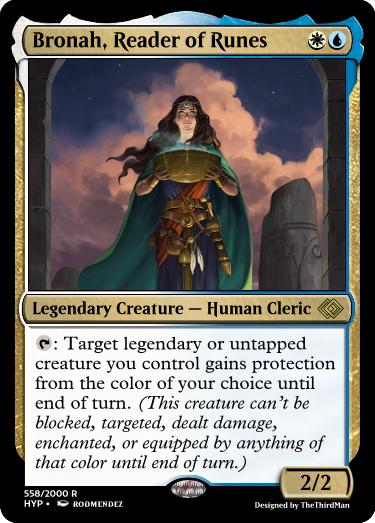 Bronah, Reader of Runes
Legendary Creature — Human Cleric
: Target legendary or untapped
creature you control gains protection
from the color of your choice until
end of turn. (This creature can't be
blocked, targeted, dealt damage,
enchanted, or equipped by anything of
that color until end of turn.)
2/2
558/2000 R
HYP • RODMENDEZ
Designed by TheThirdMan